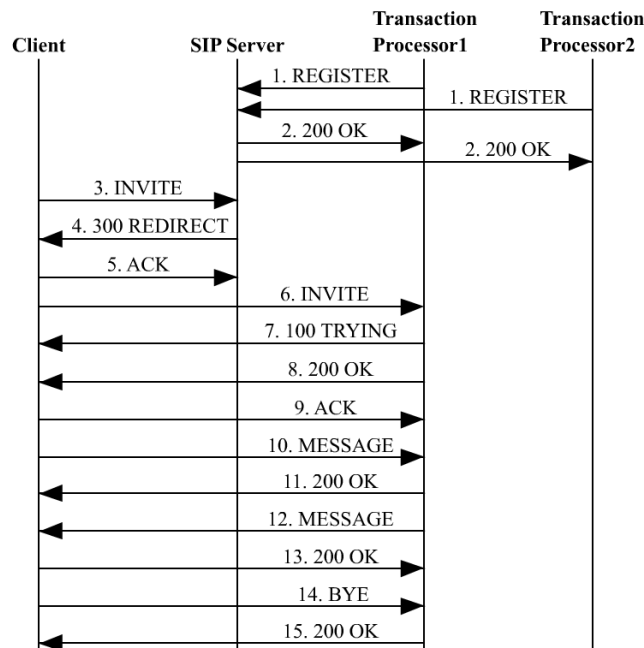 Client
SIP Server
Transaction
Processor1
Transaction
Processor2
1. REGISTER
1. REGISTER
2. 200 OK
2. 200 OK
3. INVITE
4. 300 REDIRECT
5. ACK
6. INVITE
7. 100 TRYING
8. 200 OK
9. ACK
10. MESSAGE
11. 200 OK
12. MESSAGE
13. 200 OK
14. BYE
15. 200 OK